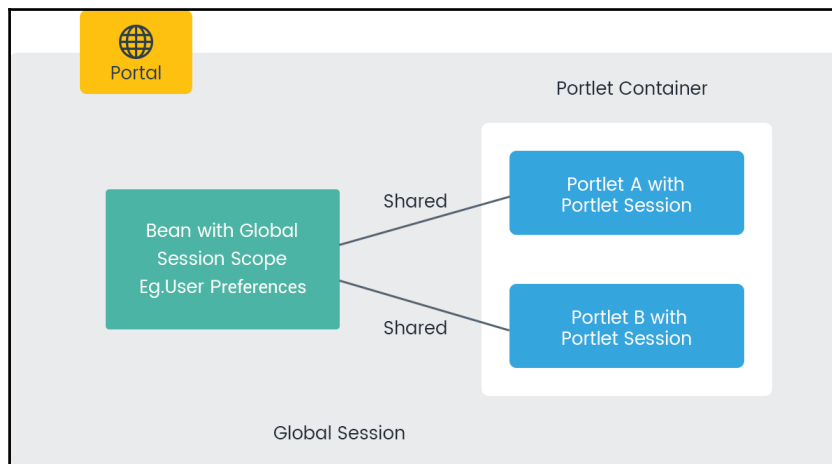 Portal
Portlet Container
Portlet A with
Portlet Session
Shared
Bean with Global
Session Scope
Eg.User Preferences
Portlet B with
Portlet Session
Shared
Global Session